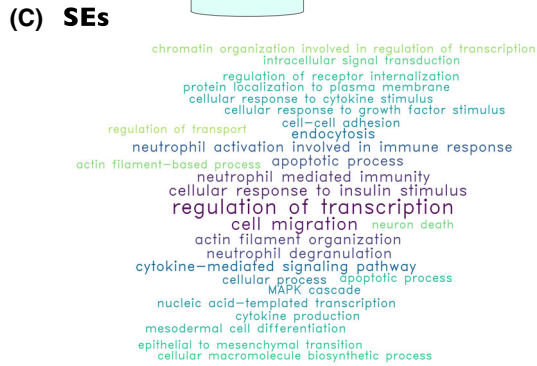 (C) SEs
chromatin organization involved in regulation of transcription
intracellular signal transduction
regulation of receptor internalization
protein localization to plasma membrane
cellular response to cytokine stimulus
cellular response to growth factor stimulus
cell-cell adhesion
regulation of transport
endocytosis
neutrophil activation involved in immune response
actin filament-based process apoptotic process
neutrophil mediated immunity
cellular response to insulin stimulus
regulation of transcription
cell migration neuron death
actin filament organization
neutrophil degranulation
cytokine-mediated signaling pathway
cellular process apoptotic process
MAPK cascade
nucleic acid-templated transcription
cytokine production
mesodermal cell differentiation
epithelial to mesenchymal transition
cellular macromolecule biosynthetic process